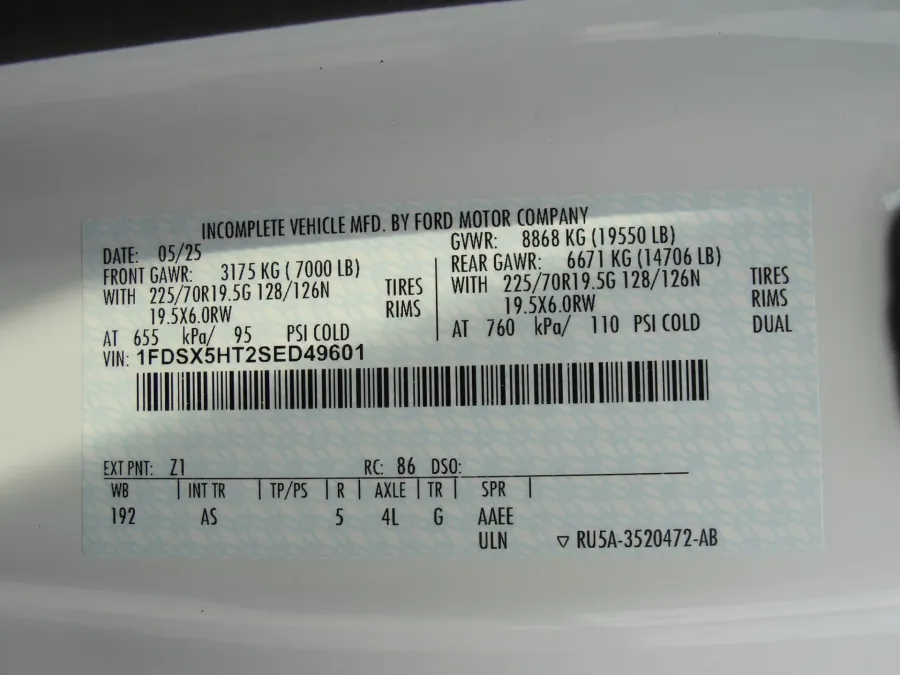 INCOMPLETE VEHICLE MFD. BY FORD MOTOR COMPANY
DATE: 05/25 GVWR: 8868 KG (19550 LB)
FRONT GAWR: 3175 KG ( 7000 LB) REAR GAWR: 6671 KG (14706 LB)
WITH 225/70R19.5G 128/126N TIRES WITH 225/70R19.5G 128/126N TIRES
19.5X6.0RW RIMS 19.5X6.0RW RIMS
AT 655 kPa/ 95 PSI COLD AT 760 kPa/ 110 PSI COLD DUAL
VIN: 1FDSX5HT2SED49601
EXT PNT: Z1 RC: 86 DSO:
WB | INT TR | TP/PS | R | AXLE | TR | SPR |
192 AS 5 4L G AAEE
ULN ▽ RU5A-3520472-AB